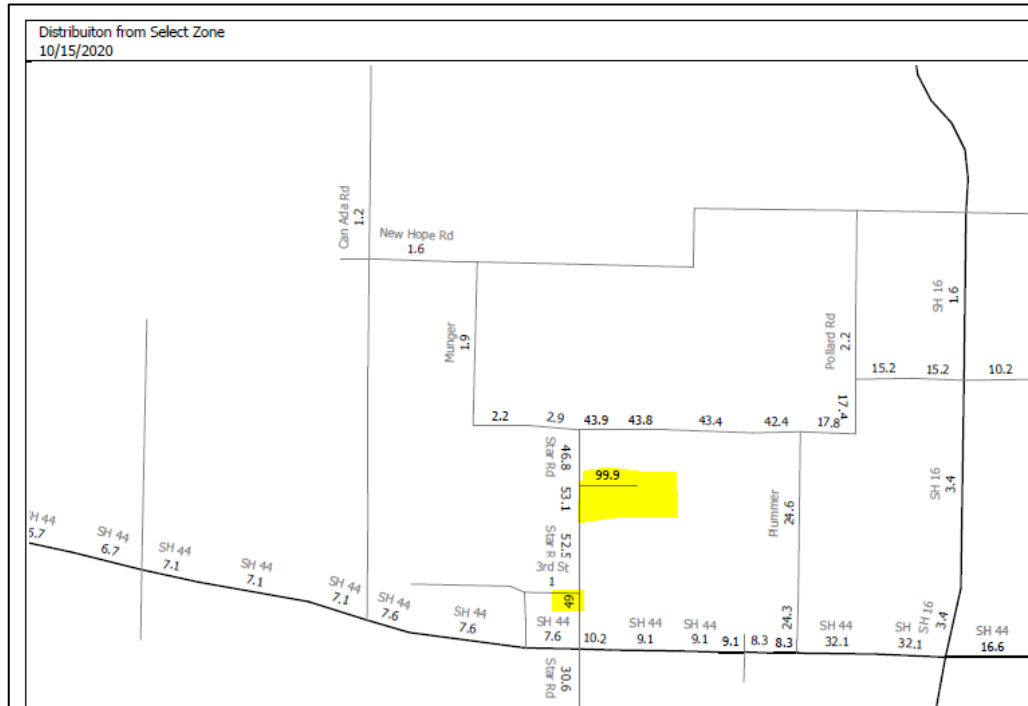 Distribuiton from Select Zone
10/15/2020
Can Ada Rd
1.2
New Hope Rd
1.6
SH 16
1.6
Munger
1.9
Pollard Rd
2.2
15.2
15.2
10.2
17.4
2.2
2.9
43.9
43.8
43.4
42.4
17.8
46.8
Star Rd
99.9
53.1
SH 16
3.4
Plummer
24.6
52.5
Star R
3rd St
1
49
SH 44
5.7
SH 44
6.7
SH 44
7.1
SH 44
7.1
SH 44
7.1
SH 44
7.6
SH 44
7.6
SH 44
7.6
10.2
SH 44
9.1
SH 44
9.1
9.1
8.3
8.3
24.3
SH 44
32.1
SH
32.1
SH 16
3.4
SH 44
16.6
30.6
Star Rd